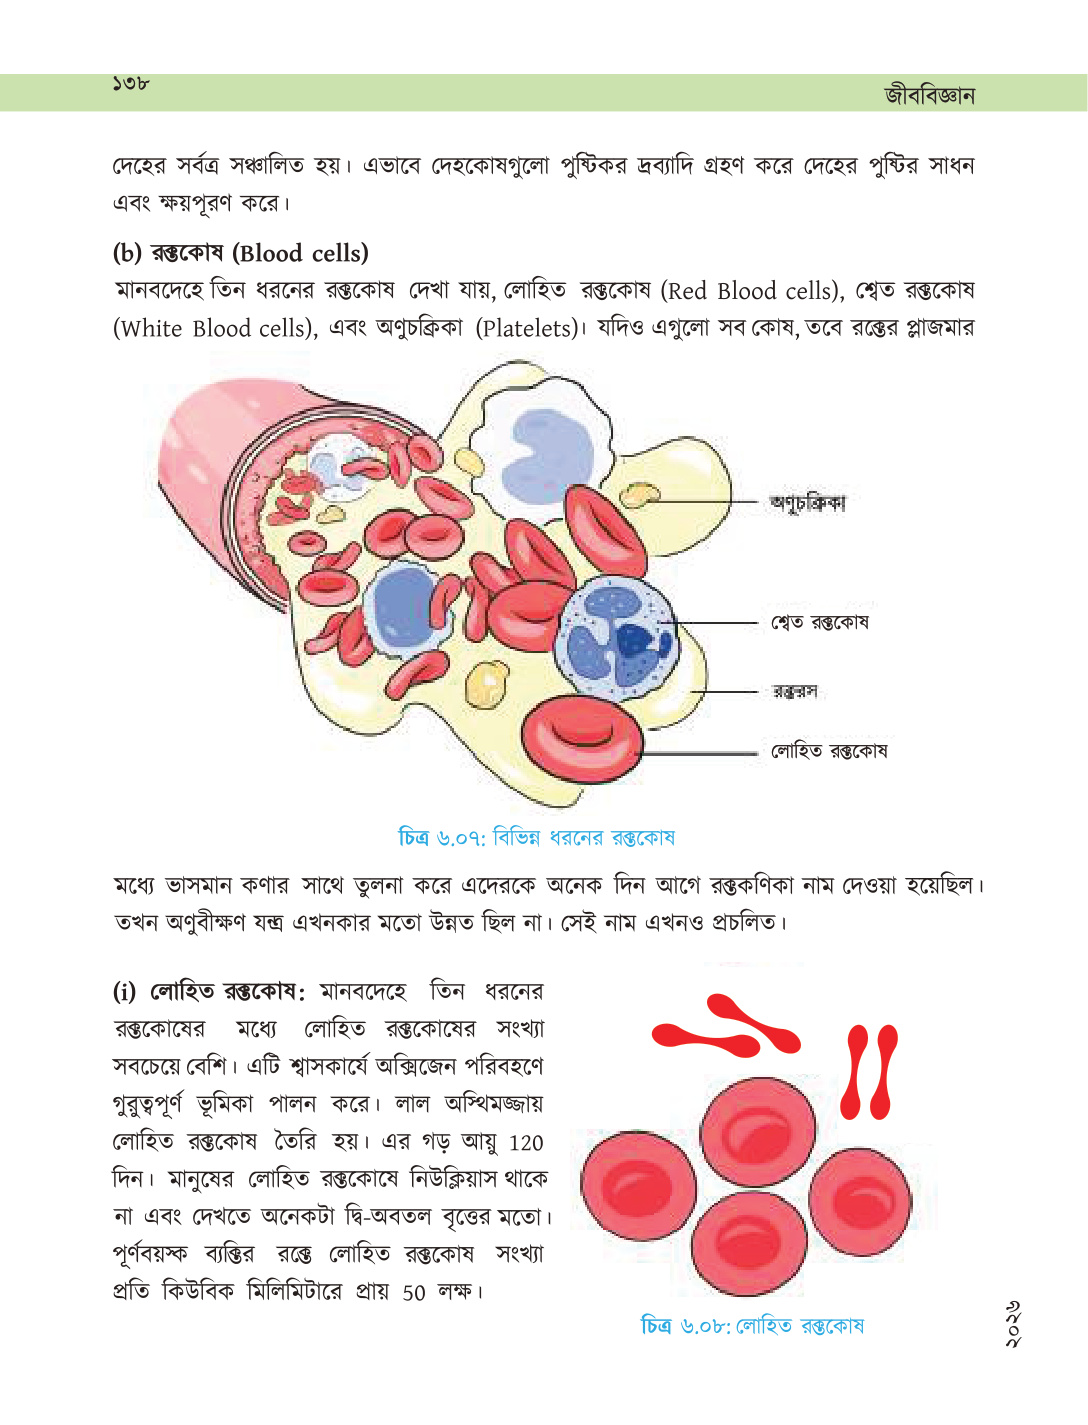 ১৩৮
জীববিজ্ঞান
দেহের সর্বত্র সঞ্চালিত হয়। এভাবে দেহকোষগুলো পুষ্টিকর দ্রব্যাদি গ্রহণ করে দেহের পুষ্টির সাধন
এবং ক্ষয়পূরণ করে।
(b) রক্তকোষ (Blood cells)
মানবদেহে তিন ধরনের রক্তকোষ দেখা যায়, লোহিত রক্তকোষ (Red Blood cells), শ্বেত রক্তকোষ
(White Blood cells), এবং অণুচক্রিকা (Platelets)। যদিও এগুলো সব কোষ, তবে রক্তের প্লাজমার
অণুচক্রিকা
শ্বেত রক্তকোষ
রক্তরস
লোহিত রক্তকোষ
চিত্র ৬.০৭: বিভিন্ন ধরনের রক্তকোষ
মধ্যে ভাসমান কণার সাথে তুলনা করে এদেরকে অনেক দিন আগে রক্তকণিকা নাম দেওয়া হয়েছিল।
তখন অণুবীক্ষণ যন্ত্র এখনকার মতো উন্নত ছিল না। সেই নাম এখনও প্রচলিত।
(i) লোহিত রক্তকোষ: মানবদেহে তিন ধরনের
রক্তকোষের মধ্যে লোহিত রক্তকোষের সংখ্যা
সবচেয়ে বেশি। এটি শ্বাসকার্যে অক্সিজেন পরিবহণে
গুরুত্বপূর্ণ ভূমিকা পালন করে। লাল অস্থিমজ্জায়
লোহিত রক্তকোষ তৈরি হয়। এর গড় আয়ু 120
দিন। মানুষের লোহিত রক্তকোষে নিউক্লিয়াস থাকে
না এবং দেখতে অনেকটা দ্বি-অবতল বৃত্তের মতো।
পূর্ণবয়স্ক ব্যক্তির রক্তে লোহিত রক্তকোষ সংখ্যা
প্রতি কিউবিক মিলিমিটারে প্রায় 50 লক্ষ।
চিত্র ৬.০৮: লোহিত রক্তকোষ
২০২৬